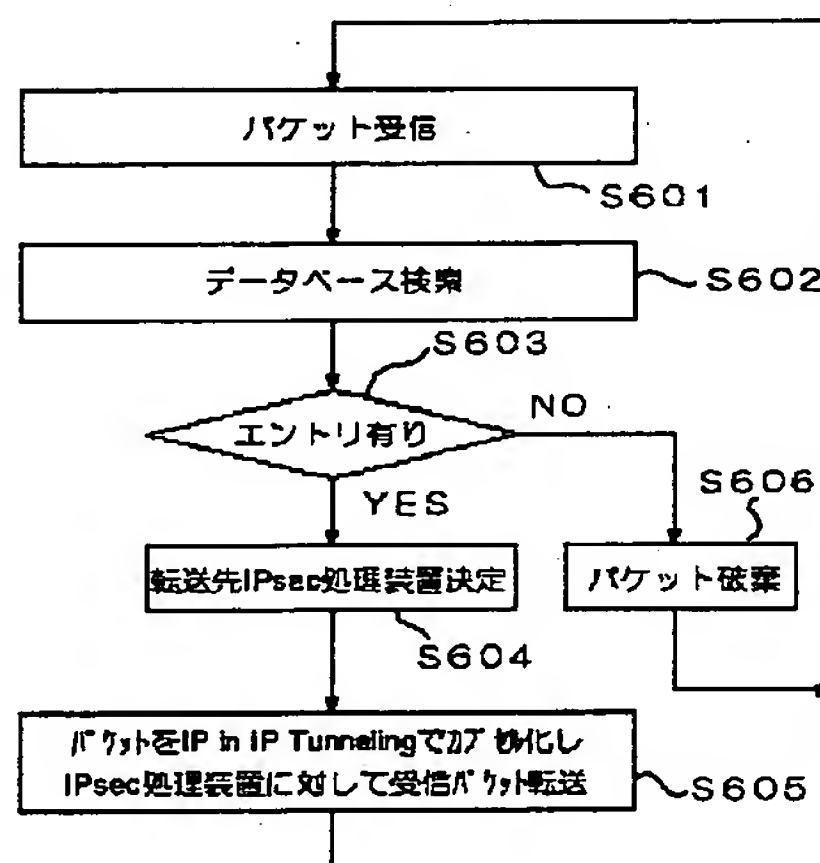 パケット受信
S601
データベース検索
S602
S603
エントリ有り
NO
YES
S606
転送先IPsec処理装置決定
パケット破棄
S604
パケットをIP in IP Tunnelingでカプセル化し
IPsec処理装置に対して受信パケット転送
S605